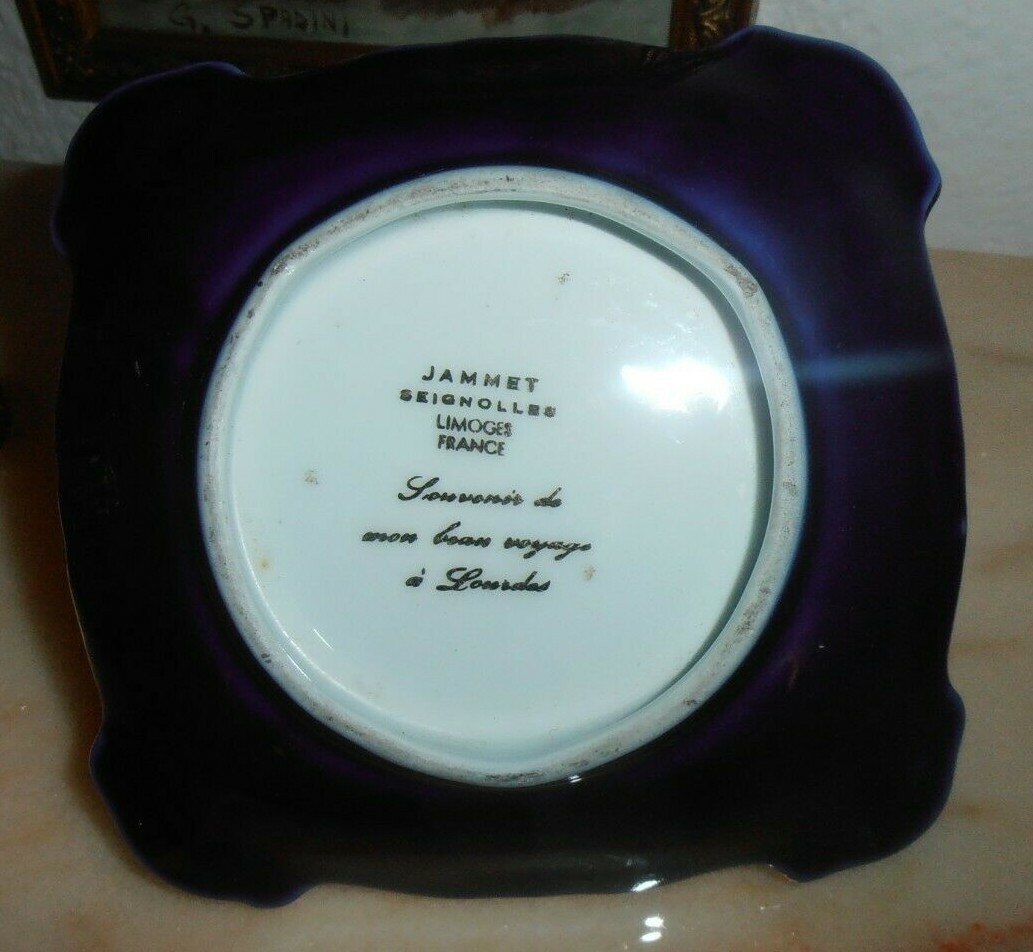 G. SPADINI
JAMMET
SEIGNOLLES
LIMOGES
FRANCE
Souvenir de
mon beau voyage
à Lourdes